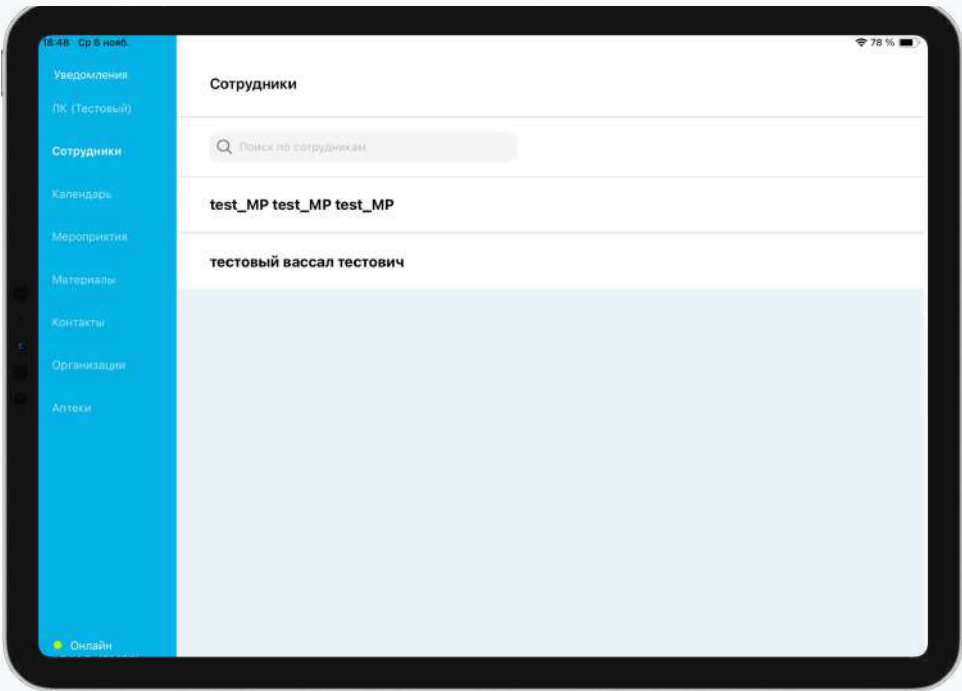 18:48 Ср 6 нояб.
78 %
Уведомления
ЛК (Тестовый)
Сотрудники
Календарь
Мероприятия
Материалы
Контакты
Организации
Аптеки
Онлайн
Сотрудники
Поиск по сотрудникам
test_MP test_MP test_MP
тестовый вассал тестович